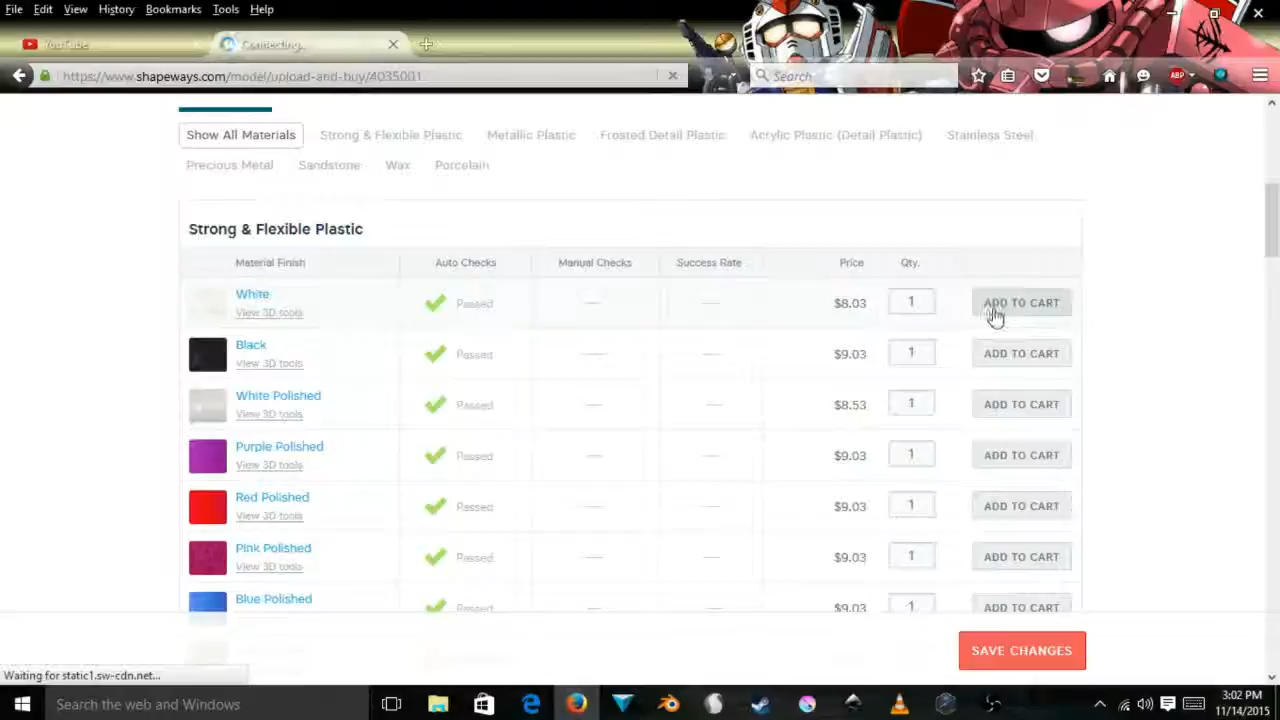 File Edit View History Bookmarks Tools Help
YouTube Connecting...
https://www.shapeways.com/model/upload-and-buy/4035001 Search ABP
Show All Materials Strong & Flexible Plastic Metallic Plastic Frosted Detail Plastic Acrylic Plastic (Detail Plastic) Stainless Steel
Precious Metal Sandstone Wax Porcelain
Strong & Flexible Plastic
Material Finish Auto Checks Manual Checks Success Rate Price Qty.
White Passed $8.03 1 ADD TO CART
View 3D tools
Black Passed $9.03 1 ADD TO CART
View 3D tools
White Polished Passed $8.53 1 ADD TO CART
View 3D tools
Purple Polished Passed $9.03 1 ADD TO CART
View 3D tools
Red Polished Passed $9.03 1 ADD TO CART
View 3D tools
Pink Polished Passed $9.03 1 ADD TO CART
View 3D tools
Blue Polished Passed $9.03 1 ADD TO CART
SAVE CHANGES
Waiting for static1.sw-cdn.net...
Search the web and Windows
3:02 PM
11/14/2015